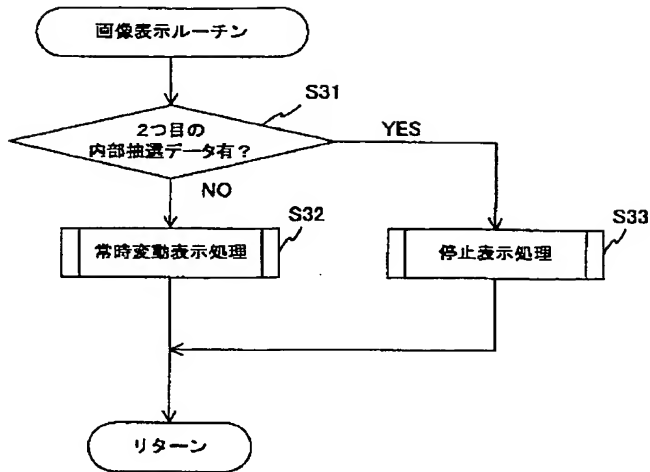 画像表示ルーチン
S31
2つ目の
内部抽選データ有？
YES
NO
S32
常時変動表示処理
S33
停止表示処理
リターン